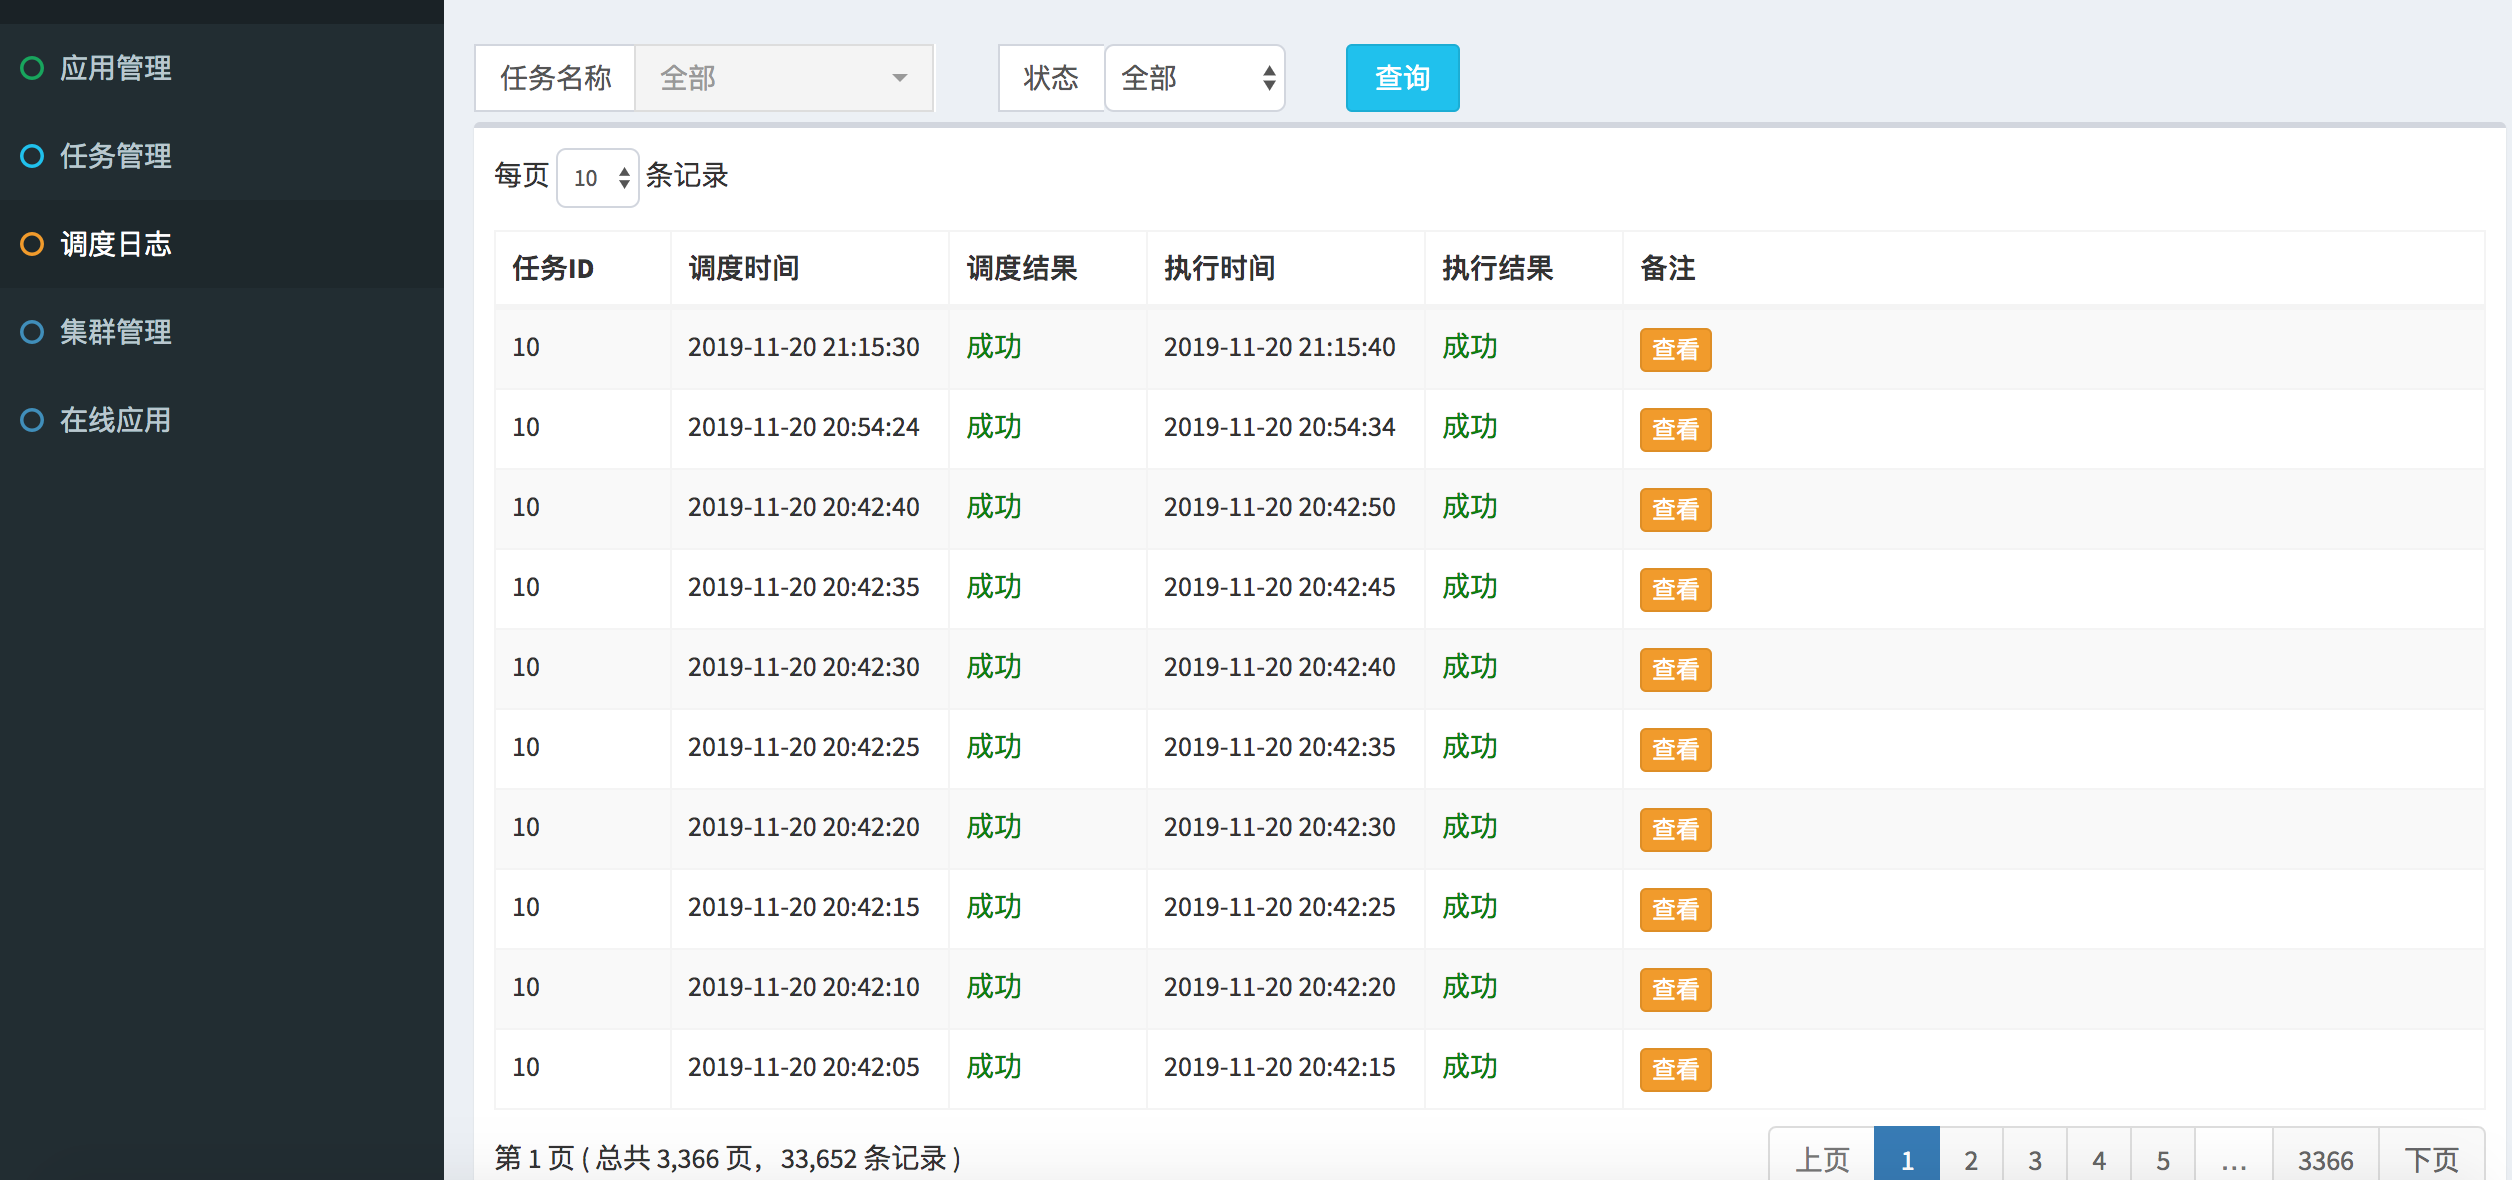 应用管理
任务管理
调度日志
集群管理
在线应用
任务名称 全部 状态 全部 查询
每页 10 条记录
任务ID 调度时间 调度结果 执行时间 执行结果 备注
10 2019-11-20 21:15:30 成功 2019-11-20 21:15:40 成功 查看
10 2019-11-20 20:54:24 成功 2019-11-20 20:54:34 成功 查看
10 2019-11-20 20:42:40 成功 2019-11-20 20:42:50 成功 查看
10 2019-11-20 20:42:35 成功 2019-11-20 20:42:45 成功 查看
10 2019-11-20 20:42:30 成功 2019-11-20 20:42:40 成功 查看
10 2019-11-20 20:42:25 成功 2019-11-20 20:42:35 成功 查看
10 2019-11-20 20:42:20 成功 2019-11-20 20:42:30 成功 查看
10 2019-11-20 20:42:15 成功 2019-11-20 20:42:25 成功 查看
10 2019-11-20 20:42:10 成功 2019-11-20 20:42:20 成功 查看
10 2019-11-20 20:42:05 成功 2019-11-20 20:42:15 成功 查看
第 1 页 ( 总共 3,366 页，33,652 条记录 ) 上页 1 2 3 4 5 … 3366 下页